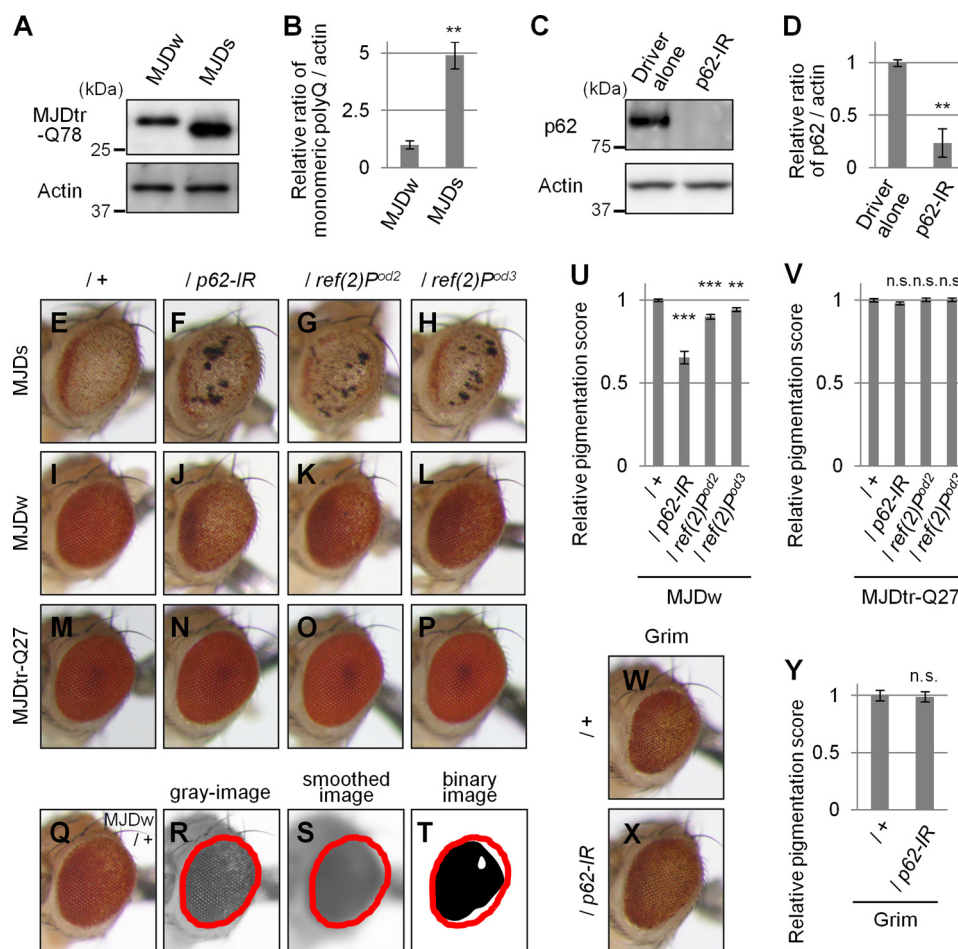 A
MJDw
MJDs
(kDa)
MJDtr
-Q78
25
Actin
37
B
Relative ratio of
monomeric polyQ / actin
**
5
2.5
0
MJDw
MJDs
C
Driver
alone
p62-IR
(kDa)
p62
75
Actin
37
D
Relative ratio
of p62 / actin
1
**
0.5
0
Driver
alone
p62-IR
/ +
/ p62-IR
/ ref(2)Pod2
/ ref(2)Pod3
MJDs
E
F
G
H
MJDw
I
J
K
L
MJDtr-Q27
M
N
O
P
gray-image
smoothed
image
binary
image
Q
MJDw
/ +
R
S
T
U
Relative pigmentation score
***
***
**
1
0.5
0
/ +
/ p62-IR
/ ref(2)Pod2
/ ref(2)Pod3
MJDw
V
Relative pigmentation score
n.s.
n.s.
n.s
1
0.5
0
/ +
/ p62-IR
/ ref(2)Pod2
/ ref(2)Pod3
MJDtr-Q27
Grim
W
/ +
X
/ p62-IR
Y
Relative pigmentation score
n.s.
1
0.5
0
/ +
/ p62-IR
Grim